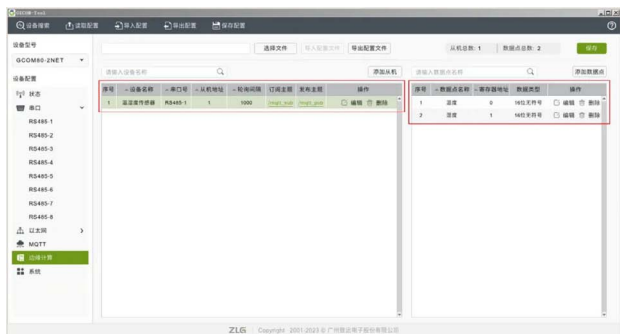 设备搜索 读取配置 导入配置 导出配置 保存配置
设备型号
GCOM80-2NET
选择文件 导入配置文件 导出配置文件 从机总数: 1 数据点总数: 2 保存
请输入设备名称 添加从机 请输入数据点名称 添加数据点
设备配置
状态
串口
RS485-1
RS485-2
RS485-3
RS485-4
RS485-5
RS485-6
RS485-7
RS485-8
以太网
MQTT
边缘计算
系统
序号 设备名称 串口号 从机地址 轮询间隔 订阅主题 发布主题 操作
1 温湿度传感器 RS485-1 1 1000 编辑 删除
序号 数据点名称 寄存器地址 数据类型 操作
1 温度 0 16位无符号 编辑 删除
2 湿度 1 16位无符号 编辑 删除
ZLG Copyright